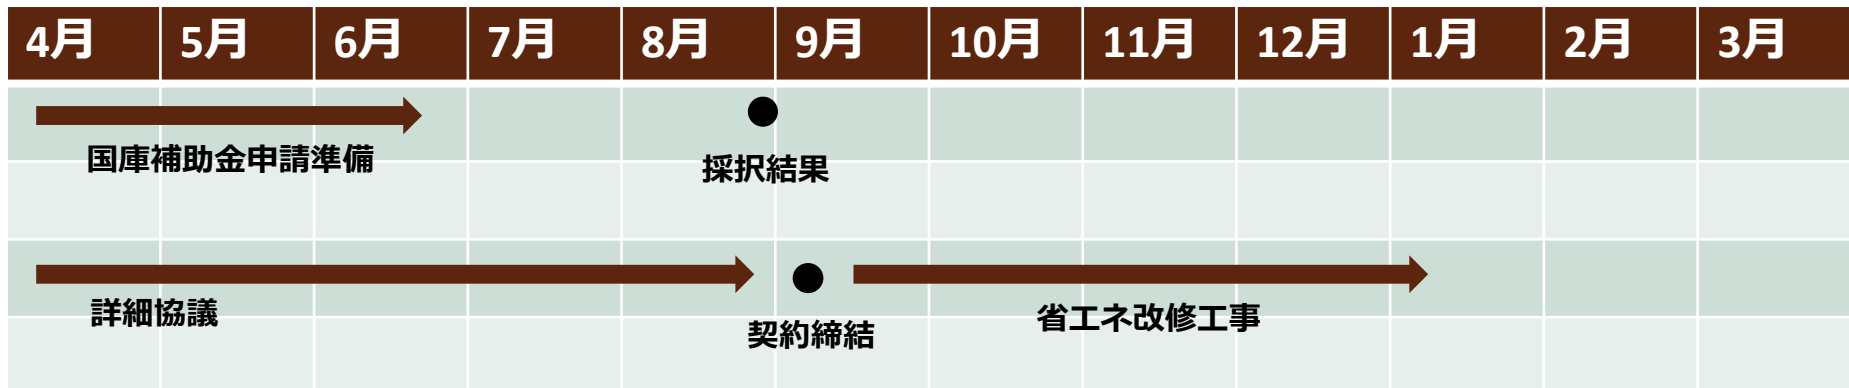 4月 5月 6月 7月 8月 9月 10月 11月 12月 1月 2月 3月
国庫補助金申請準備
採択結果
詳細協議
契約締結
省エネ改修工事